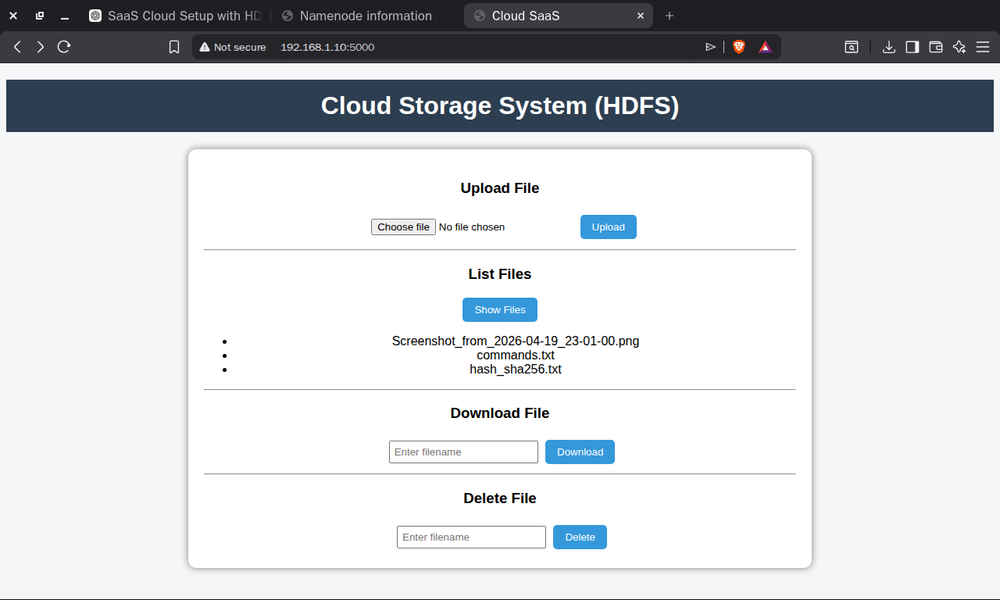 SaaS Cloud Setup with HD
Namenode information
Cloud SaaS
Not secure
192.168.1.10:5000
Cloud Storage System (HDFS)
Upload File
Choose file No file chosen
Upload
List Files
Show Files
Screenshot_from_2026-04-19_23-01-00.png
commands.txt
hash_sha256.txt
Download File
Enter filename
Download
Delete File
Enter filename
Delete